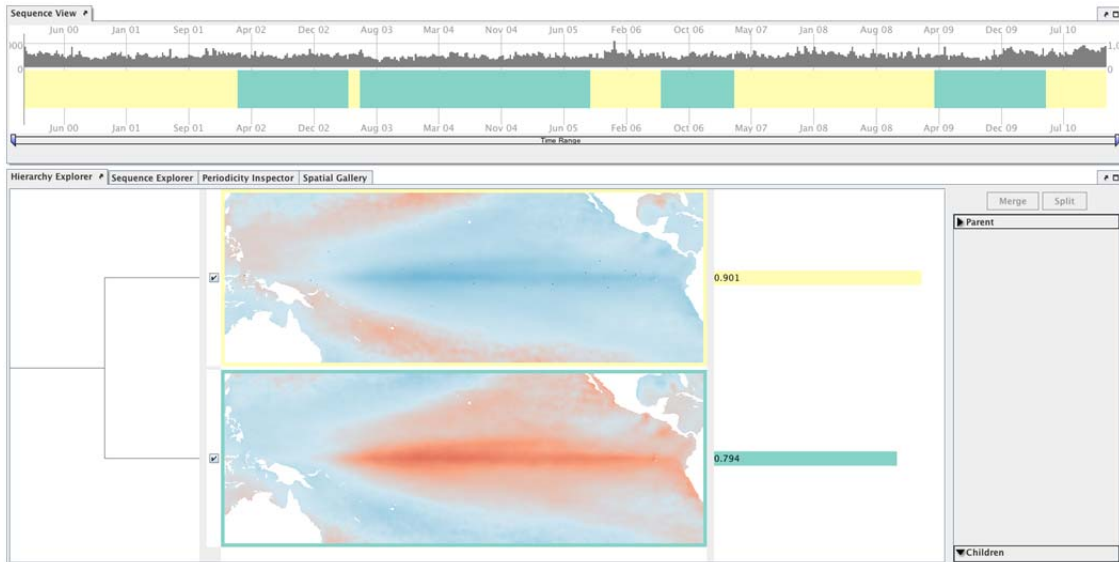 Sequence View
Jun 00 Jan 01 Sep 01 Apr 02 Dec 02 Aug 03 Mar 04 Nov 04 Jun 05 Feb 06 Oct 06 May 07 Jan 08 Aug 08 Apr 09 Dec 09 Jul 10
0 0
Jun 00 Jan 01 Sep 01 Apr 02 Dec 02 Aug 03 Mar 04 Nov 04 Jun 05 Feb 06 Oct 06 May 07 Jan 08 Aug 08 Apr 09 Dec 09 Jul 10
Time Range
Hierarchy Explorer Sequence Explorer Periodicity Inspector Spatial Gallery
Merge Split
Parent
0.901
0.794
Children